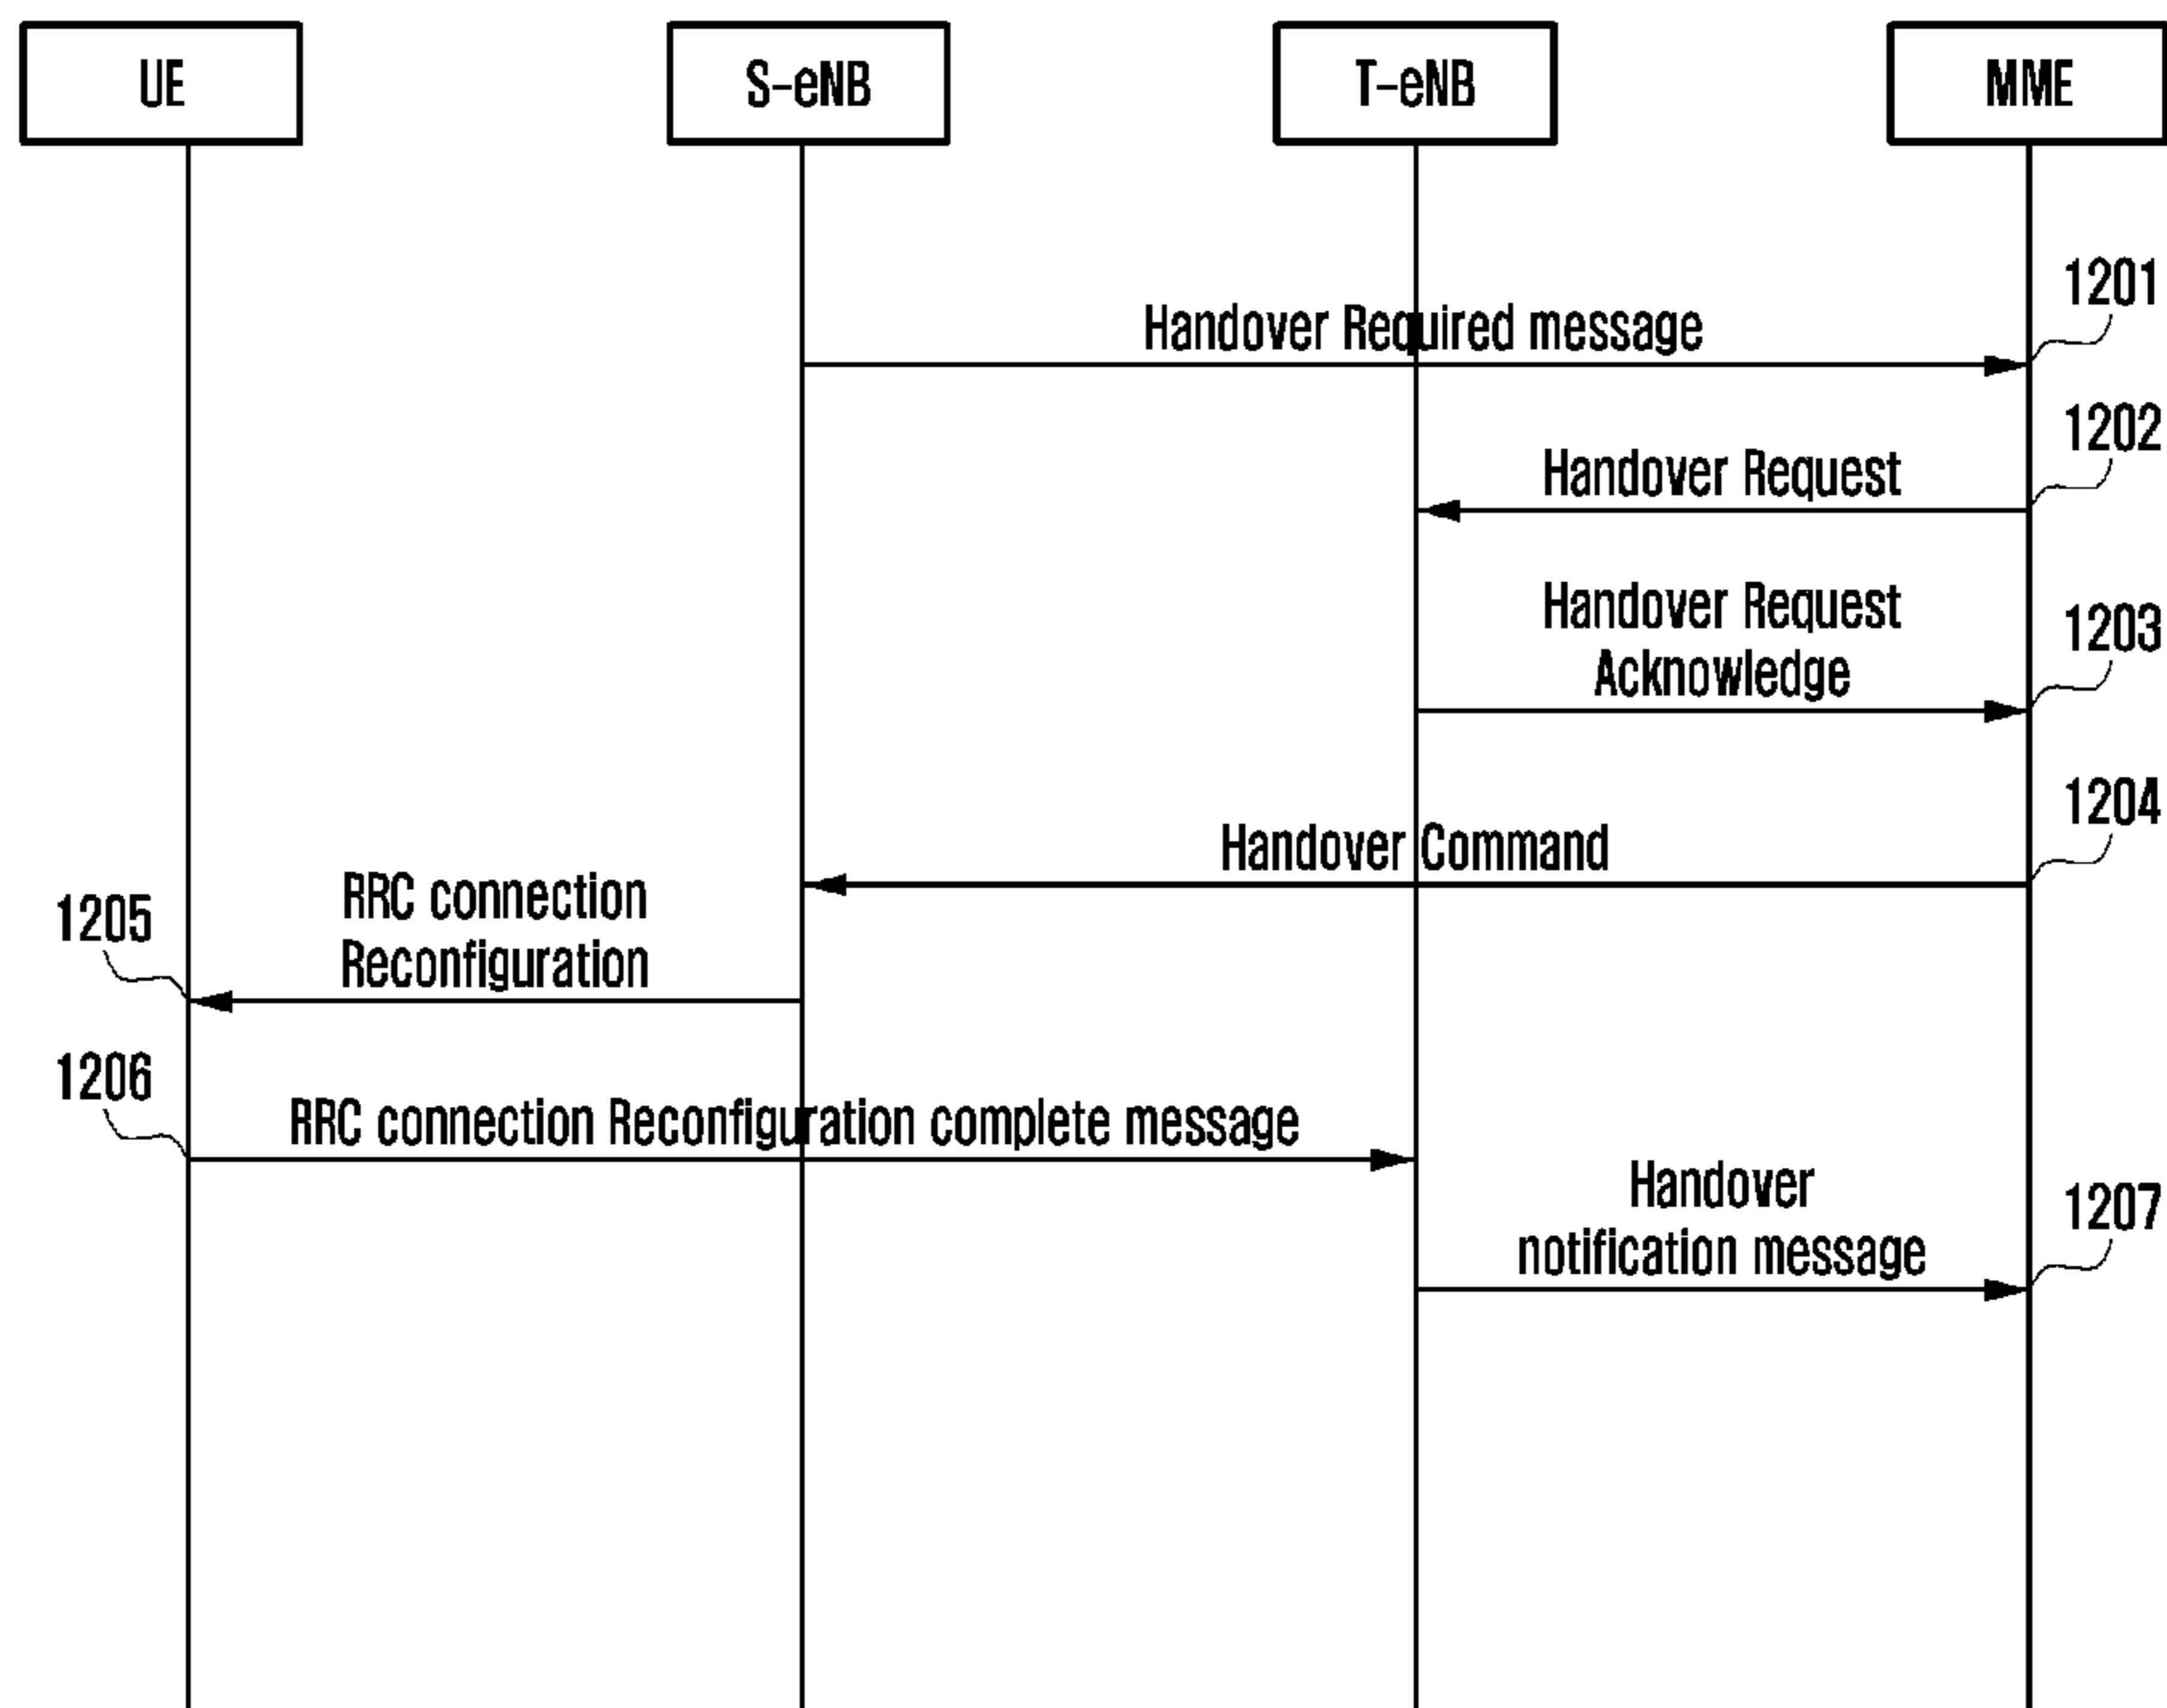 UE
S-eNB
T-eNB
MME
1201
Handover Required message
1202
Handover Request
Handover Request
Acknowledge
1203
1204
Handover Command
RRC connection
Reconfiguration
1205
1206
RRC connection Reconfiguration complete message
Handover
notification message
1207